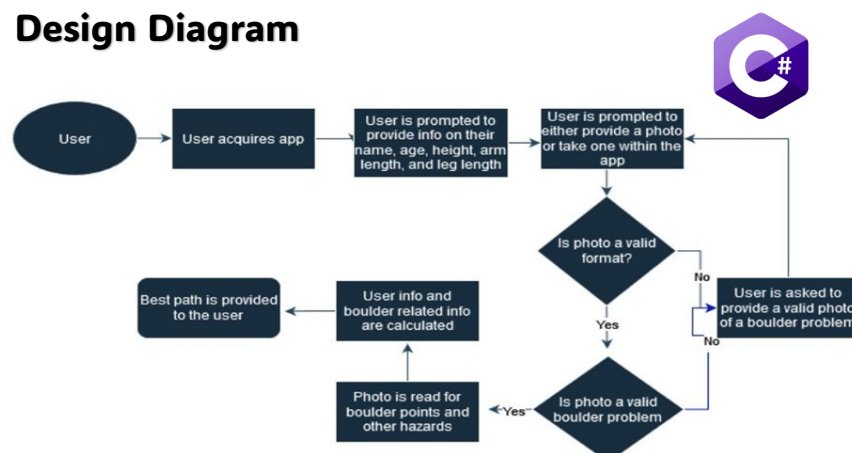 Design Diagram
C#
User
User acquires app
User is prompted to
provide info on their
name, age, height, arm
length, and leg length
User is prompted to
either provide a photo
or take one within the
app
Is photo a valid
format?
No
User is asked to
provide a valid photo
of a boulder problem
Yes
No
Is photo a valid
boulder problem
Yes
Photo is read for
boulder points and
other hazards
User info and
boulder related info
are calculated
Best path is provided
to the user